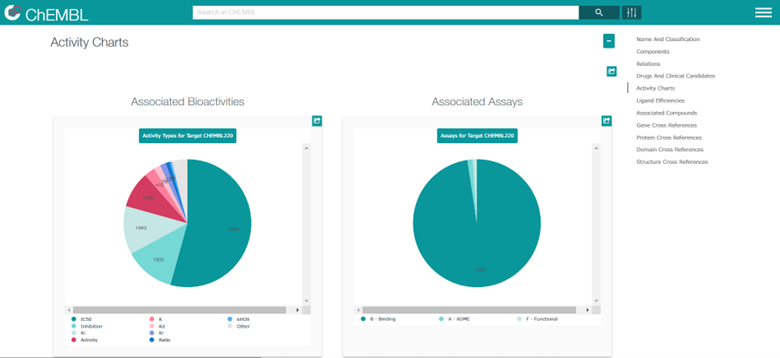 ChEMBL
Search in ChEMBL
Activity Charts
Name And Classification
Components
Relations
Drugs And Clinical Candidates
Activity Charts
Ligand Efficiencies
Associated Compounds
Gene Cross References
Protein Cross References
Domain Cross References
Structure Cross References
Associated Bioactivities
Associated Assays
Activity Types for Target CHEMBL220
Assays for Target CHEMBL220
IC50
Inhibition
Ki
Activity
K
Kd
Ratio
Other
B - Binding
A - ADME
F - Functional